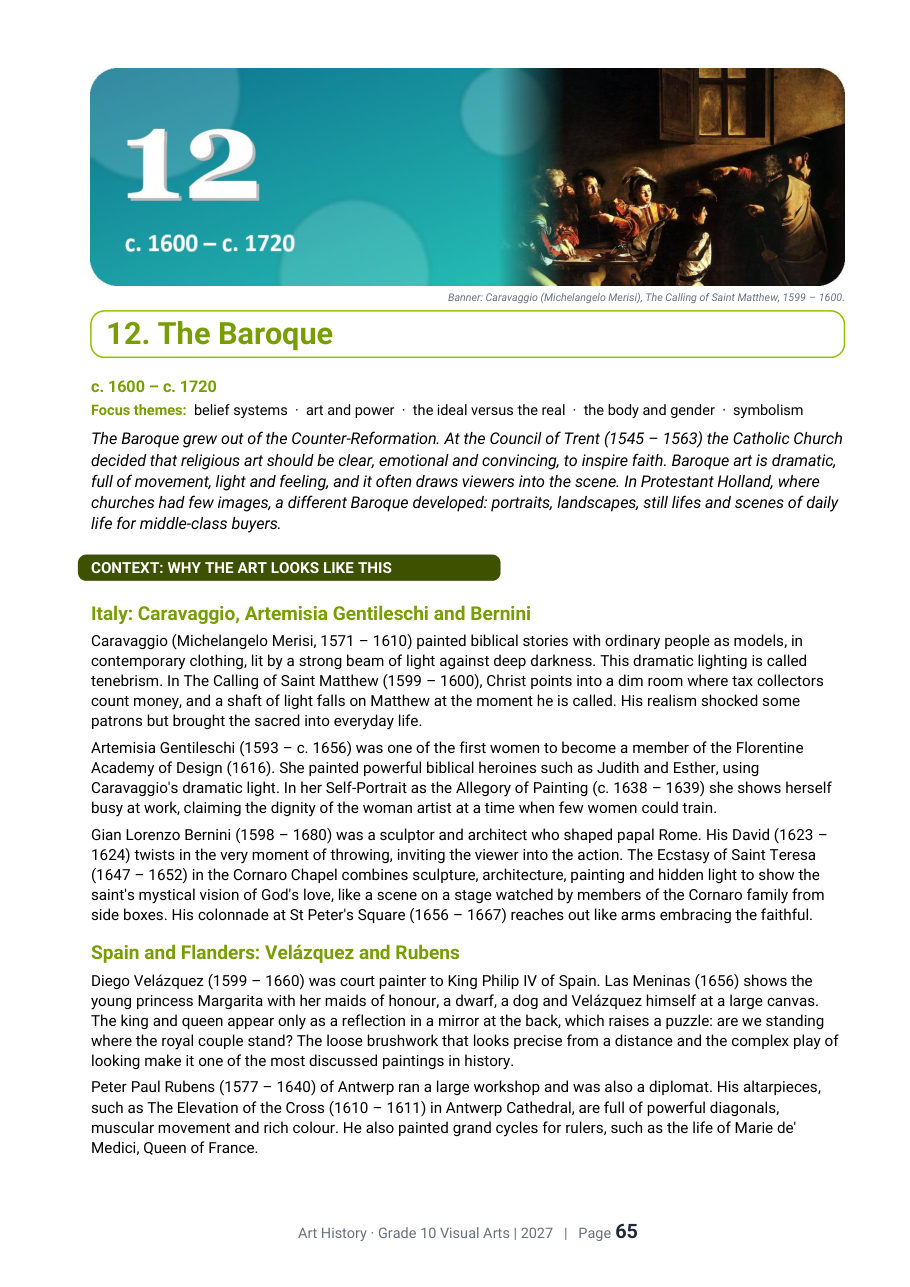 12
c. 1600 – c. 1720
Banner: Caravaggio (Michelangelo Merisi), The Calling of Saint Matthew, 1599 – 1600.
12. The Baroque
c. 1600 – c. 1720
Focus themes: belief systems · art and power · the ideal versus the real · the body and gender · symbolism
The Baroque grew out of the Counter-Reformation. At the Council of Trent (1545 – 1563) the Catholic Church
decided that religious art should be clear, emotional and convincing, to inspire faith. Baroque art is dramatic,
full of movement, light and feeling, and it often draws viewers into the scene. In Protestant Holland, where
churches had few images, a different Baroque developed: portraits, landscapes, still lifes and scenes of daily
life for middle-class buyers.
CONTEXT: WHY THE ART LOOKS LIKE THIS
Italy: Caravaggio, Artemisia Gentileschi and Bernini
Caravaggio (Michelangelo Merisi, 1571 – 1610) painted biblical stories with ordinary people as models, in
contemporary clothing, lit by a strong beam of light against deep darkness. This dramatic lighting is called
tenebrism. In The Calling of Saint Matthew (1599 – 1600), Christ points into a dim room where tax collectors
count money, and a shaft of light falls on Matthew at the moment he is called. His realism shocked some
patrons but brought the sacred into everyday life.
Artemisia Gentileschi (1593 – c. 1656) was one of the first women to become a member of the Florentine
Academy of Design (1616). She painted powerful biblical heroines such as Judith and Esther, using
Caravaggio's dramatic light. In her Self-Portrait as the Allegory of Painting (c. 1638 – 1639) she shows herself
busy at work, claiming the dignity of the woman artist at a time when few women could train.
Gian Lorenzo Bernini (1598 – 1680) was a sculptor and architect who shaped papal Rome. His David (1623 –
1624) twists in the very moment of throwing, inviting the viewer into the action. The Ecstasy of Saint Teresa
(1647 – 1652) in the Cornaro Chapel combines sculpture, architecture, painting and hidden light to show the
saint's mystical vision of God's love, like a scene on a stage watched by members of the Cornaro family from
side boxes. His colonnade at St Peter's Square (1656 – 1667) reaches out like arms embracing the faithful.
Spain and Flanders: Velázquez and Rubens
Diego Velázquez (1599 – 1660) was court painter to King Philip IV of Spain. Las Meninas (1656) shows the
young princess Margarita with her maids of honour, a dwarf, a dog and Velázquez himself at a large canvas.
The king and queen appear only as a reflection in a mirror at the back, which raises a puzzle: are we standing
where the royal couple stand? The loose brushwork that looks precise from a distance and the complex play of
looking make it one of the most discussed paintings in history.
Peter Paul Rubens (1577 – 1640) of Antwerp ran a large workshop and was also a diplomat. His altarpieces,
such as The Elevation of the Cross (1610 – 1611) in Antwerp Cathedral, are full of powerful diagonals,
muscular movement and rich colour. He also painted grand cycles for rulers, such as the life of Marie de'
Medici, Queen of France.
Art History · Grade 10 Visual Arts | 2027 | Page 65